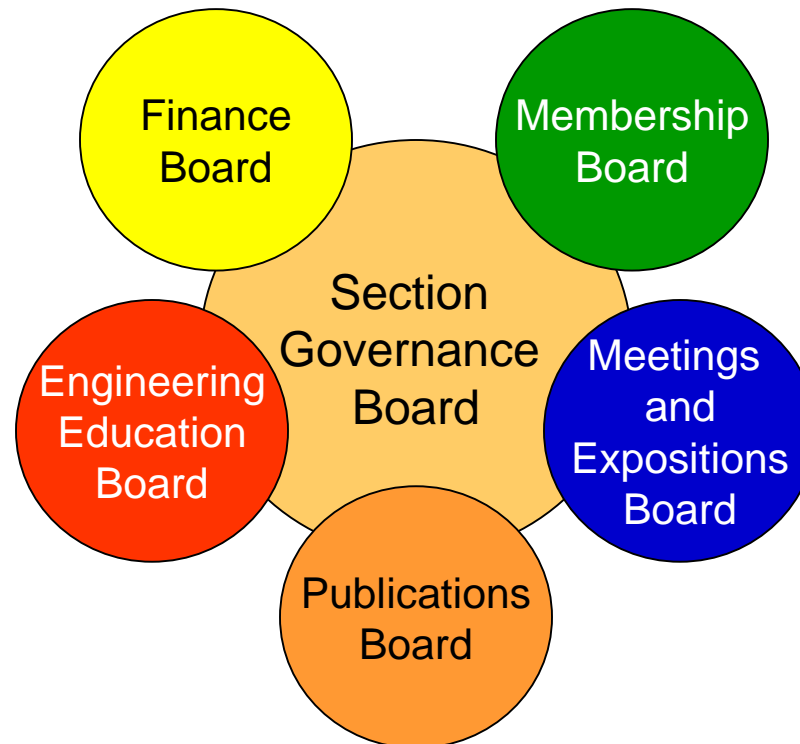 Finance
Board
Membership
Board
Section
Governance
Board
Engineering
Education
Board
Meetings
and
Expositions
Board
Publications
Board